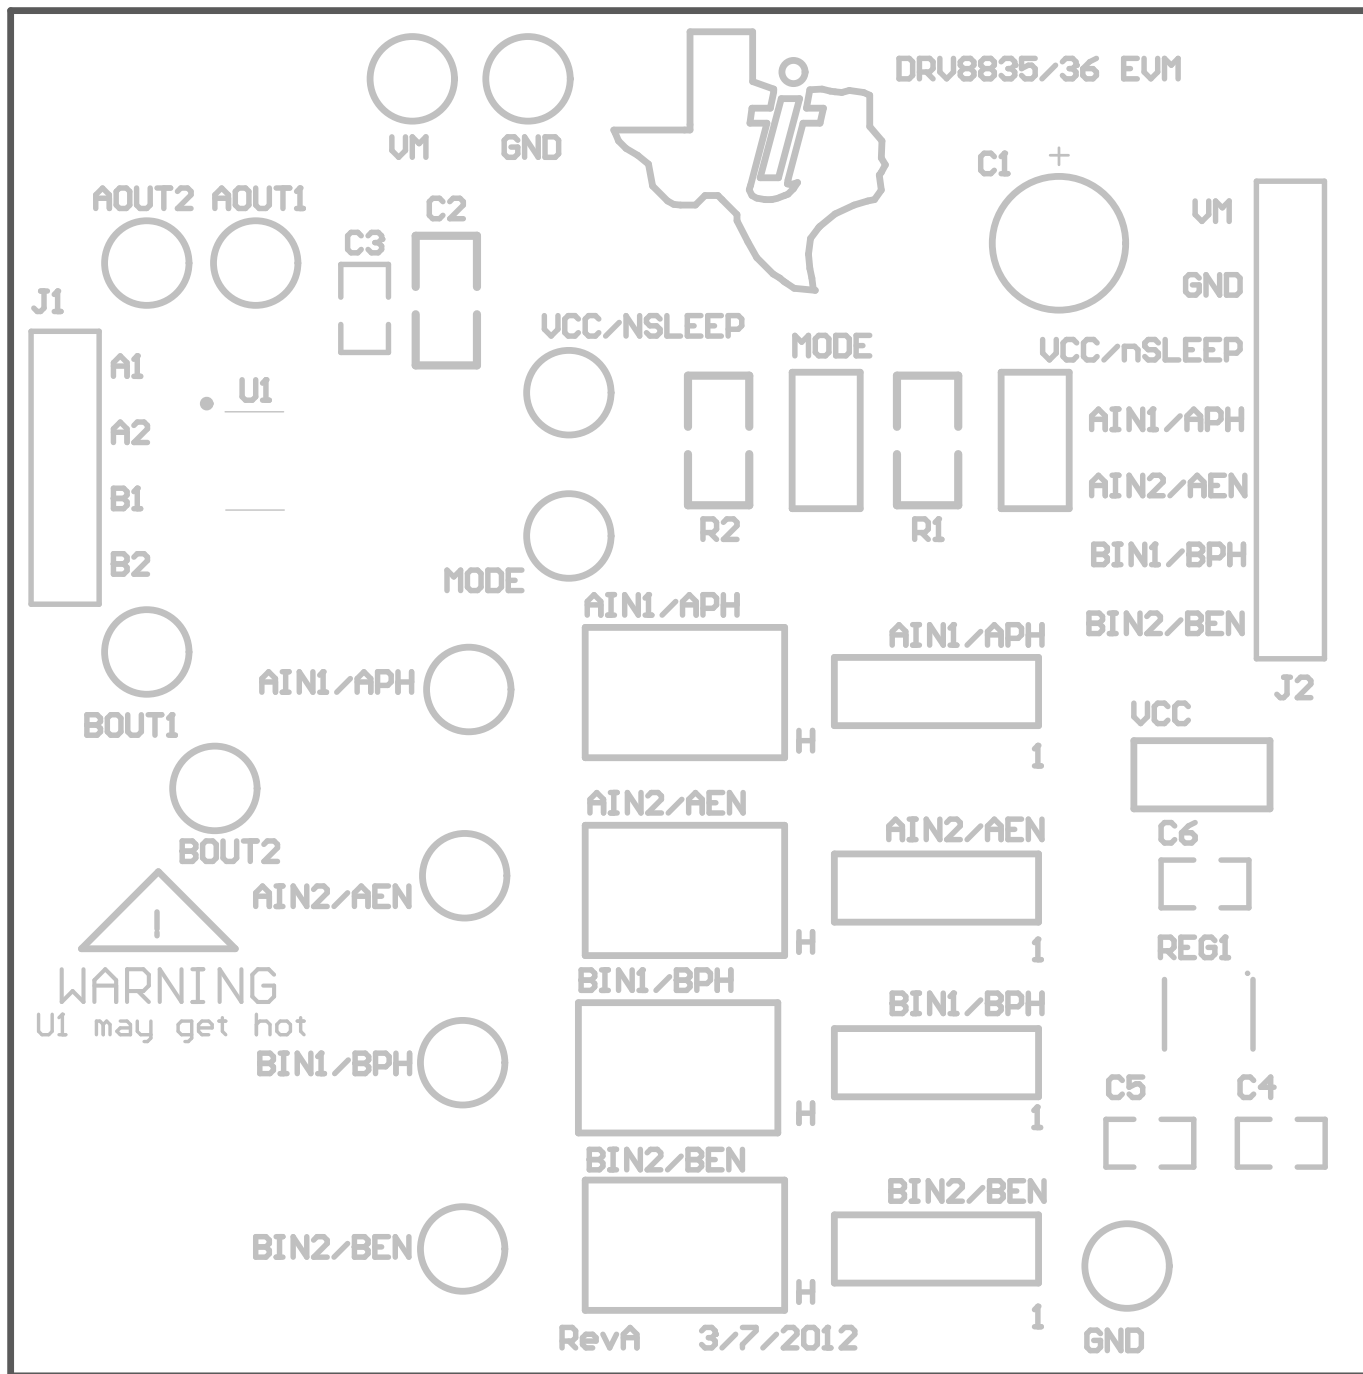 DRV8835/36 EVM
VM
GND
C1
+
AOUT2
AOUT1
C2
VM
C3
GND
J1
VCC/NSLEEP
MODE
VCC/nSLEEP
A1
U1
AIN1/APH
A2
AIN2/AEN
B1
R2
R1
BIN1/BPH
B2
MODE
AIN1/APH
BIN2/BEN
AIN1/APH
AIN1/APH
J2
BOUT1
VCC
H
1
AIN2/AEN
AIN2/AEN
C6
BOUT2
AIN2/AEN
!
H
1
REG1
WARNING
BIN1/BPH
BIN1/BPH
U1 may get hot
BIN1/BPH
C5
C4
H
1
BIN2/BEN
BIN2/BEN
BIN2/BEN
H
1
RevA 3/7/2012
GND